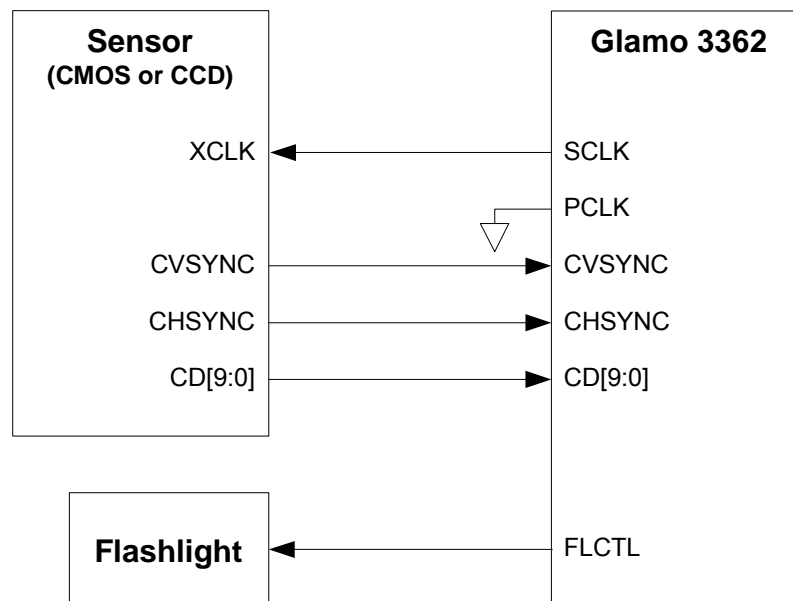 Sensor
(CMOS or CCD)
Glamo 3362
XCLK
SCLK
PCLK
CVSYNC
CVSYNC
CHSYNC
CHSYNC
CD[9:0]
CD[9:0]
Flashlight
FLCTL